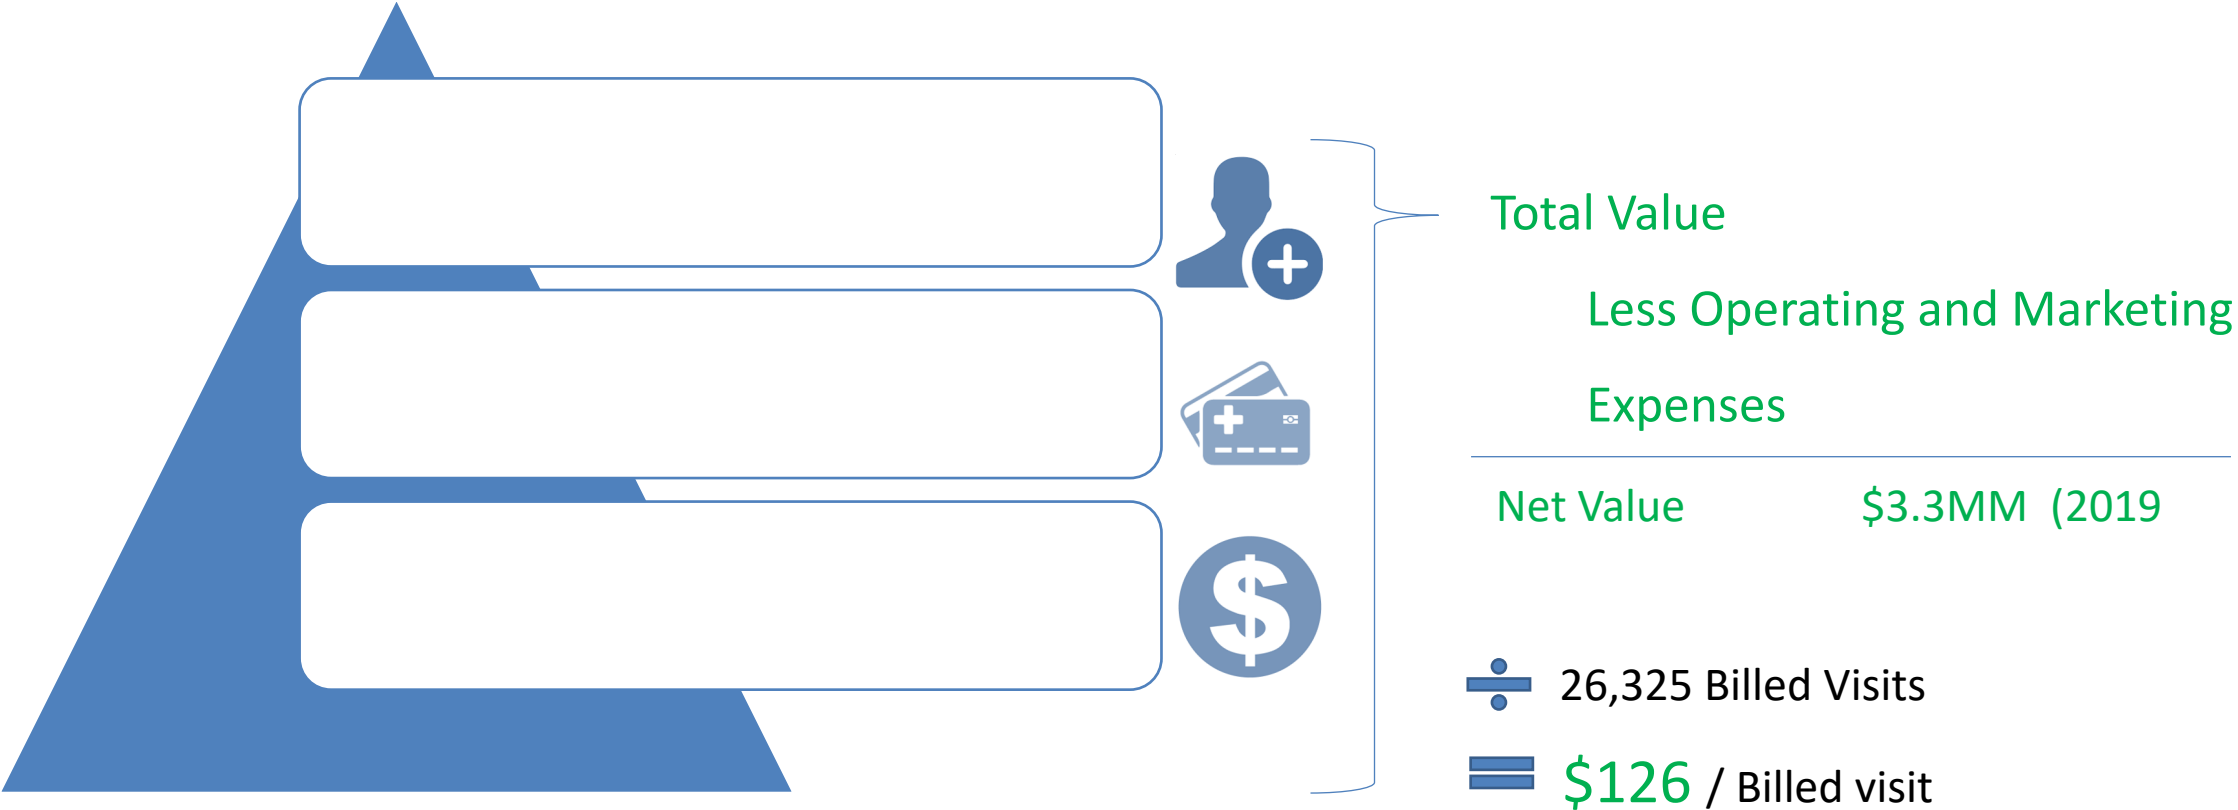 Total Value
Less Operating and Marketing
Expenses
Net Value $3.3MM (2019
26,325 Billed Visits
$126 / Billed visit